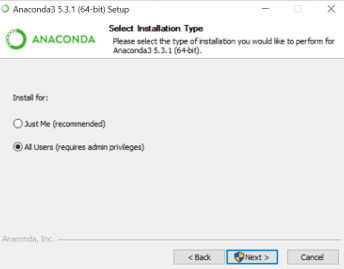 Anaconda3 5.3.1 (64-bit) Setup
ANACONDA
Select Installation Type
Please select the type of installation you would like to perform for
Anaconda3 5.3.1 (64-bit).
Install for:
Just Me (recommended)
All Users (requires admin privileges)
Anaconda, Inc.
< Back
Next >
Cancel